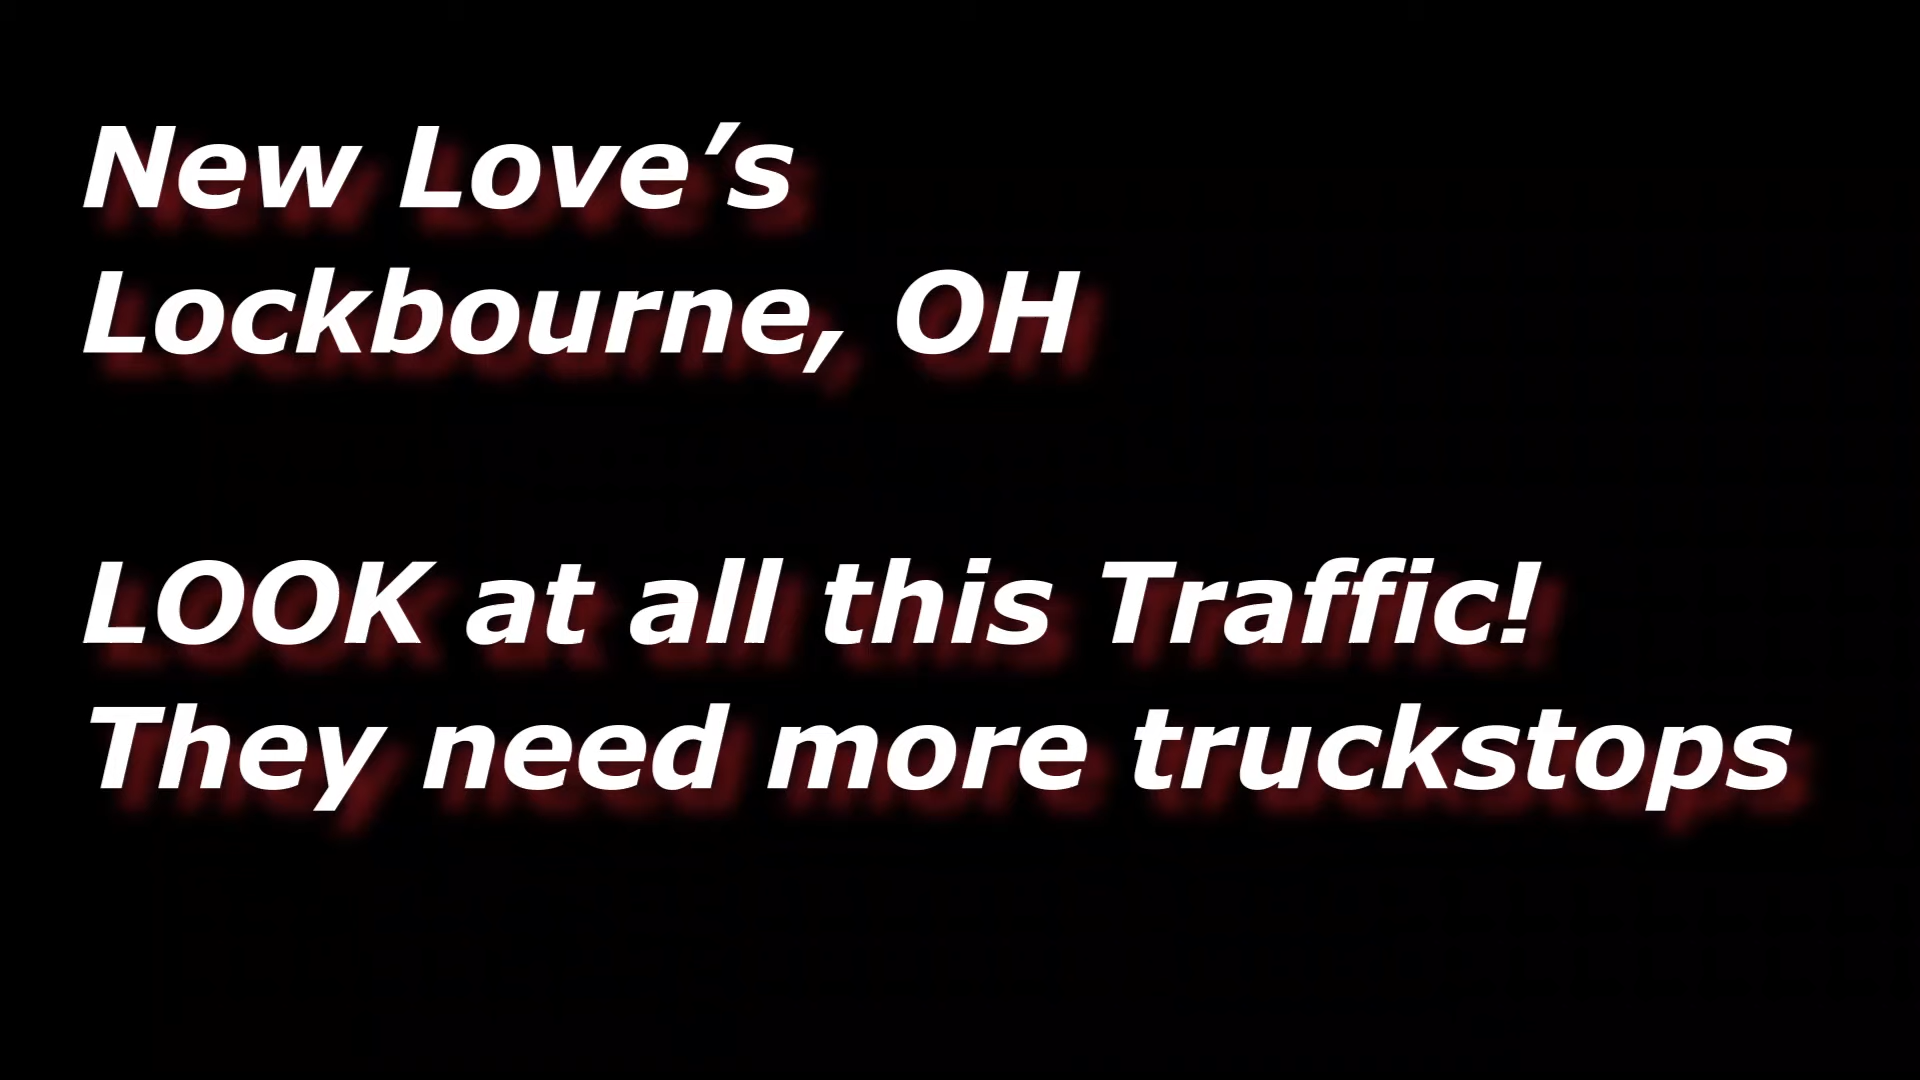 New Love’s
Lockbourne, OH
LOOK at all this Traffic!
They need more truckstops